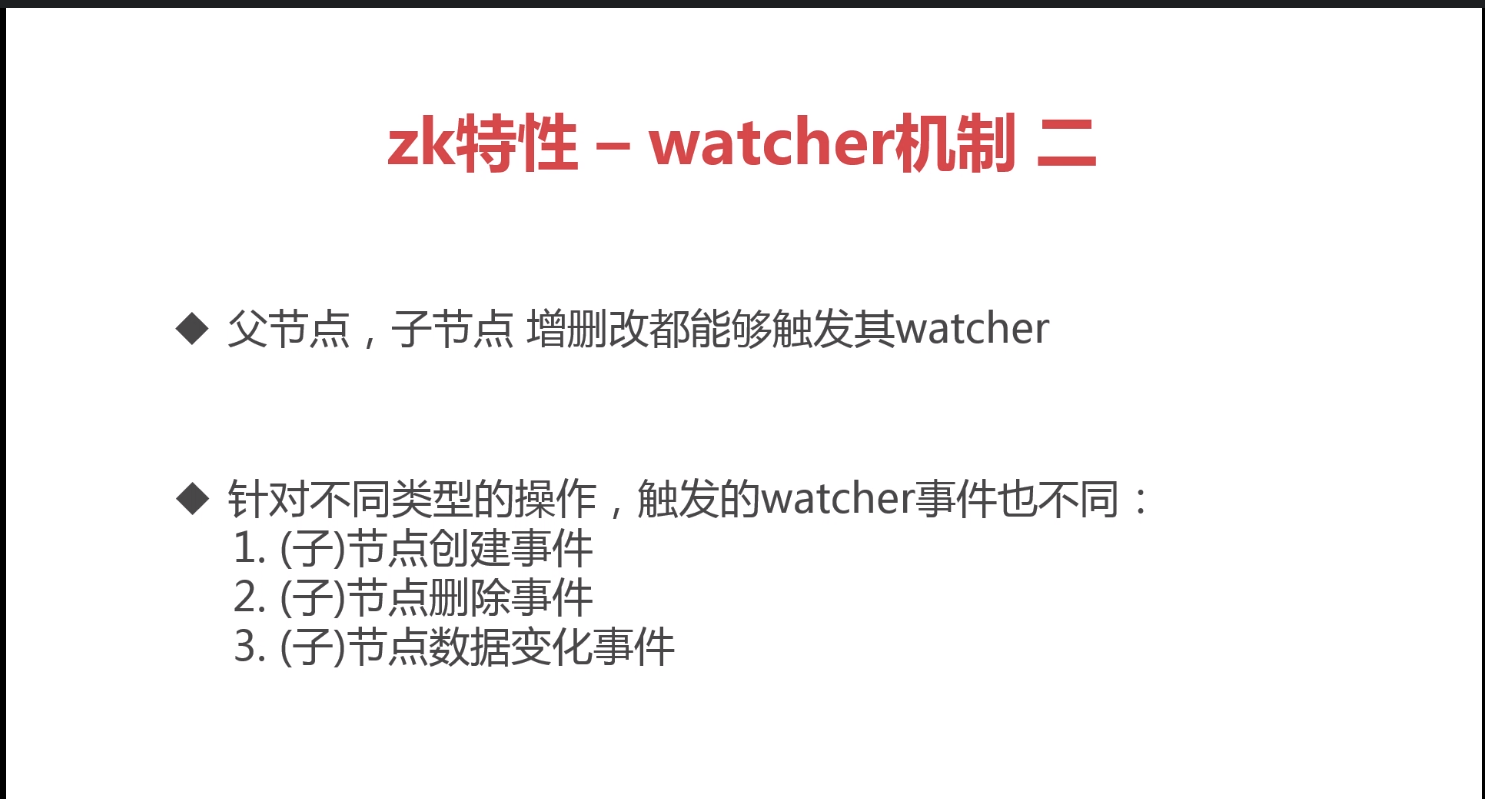 zk特性 – watcher机制 二
◆ 父节点，子节点 增删改都能够触发其watcher
◆ 针对不同类型的操作，触发的watcher事件也不同：
1. (子)节点创建事件
2. (子)节点删除事件
3. (子)节点数据变化事件